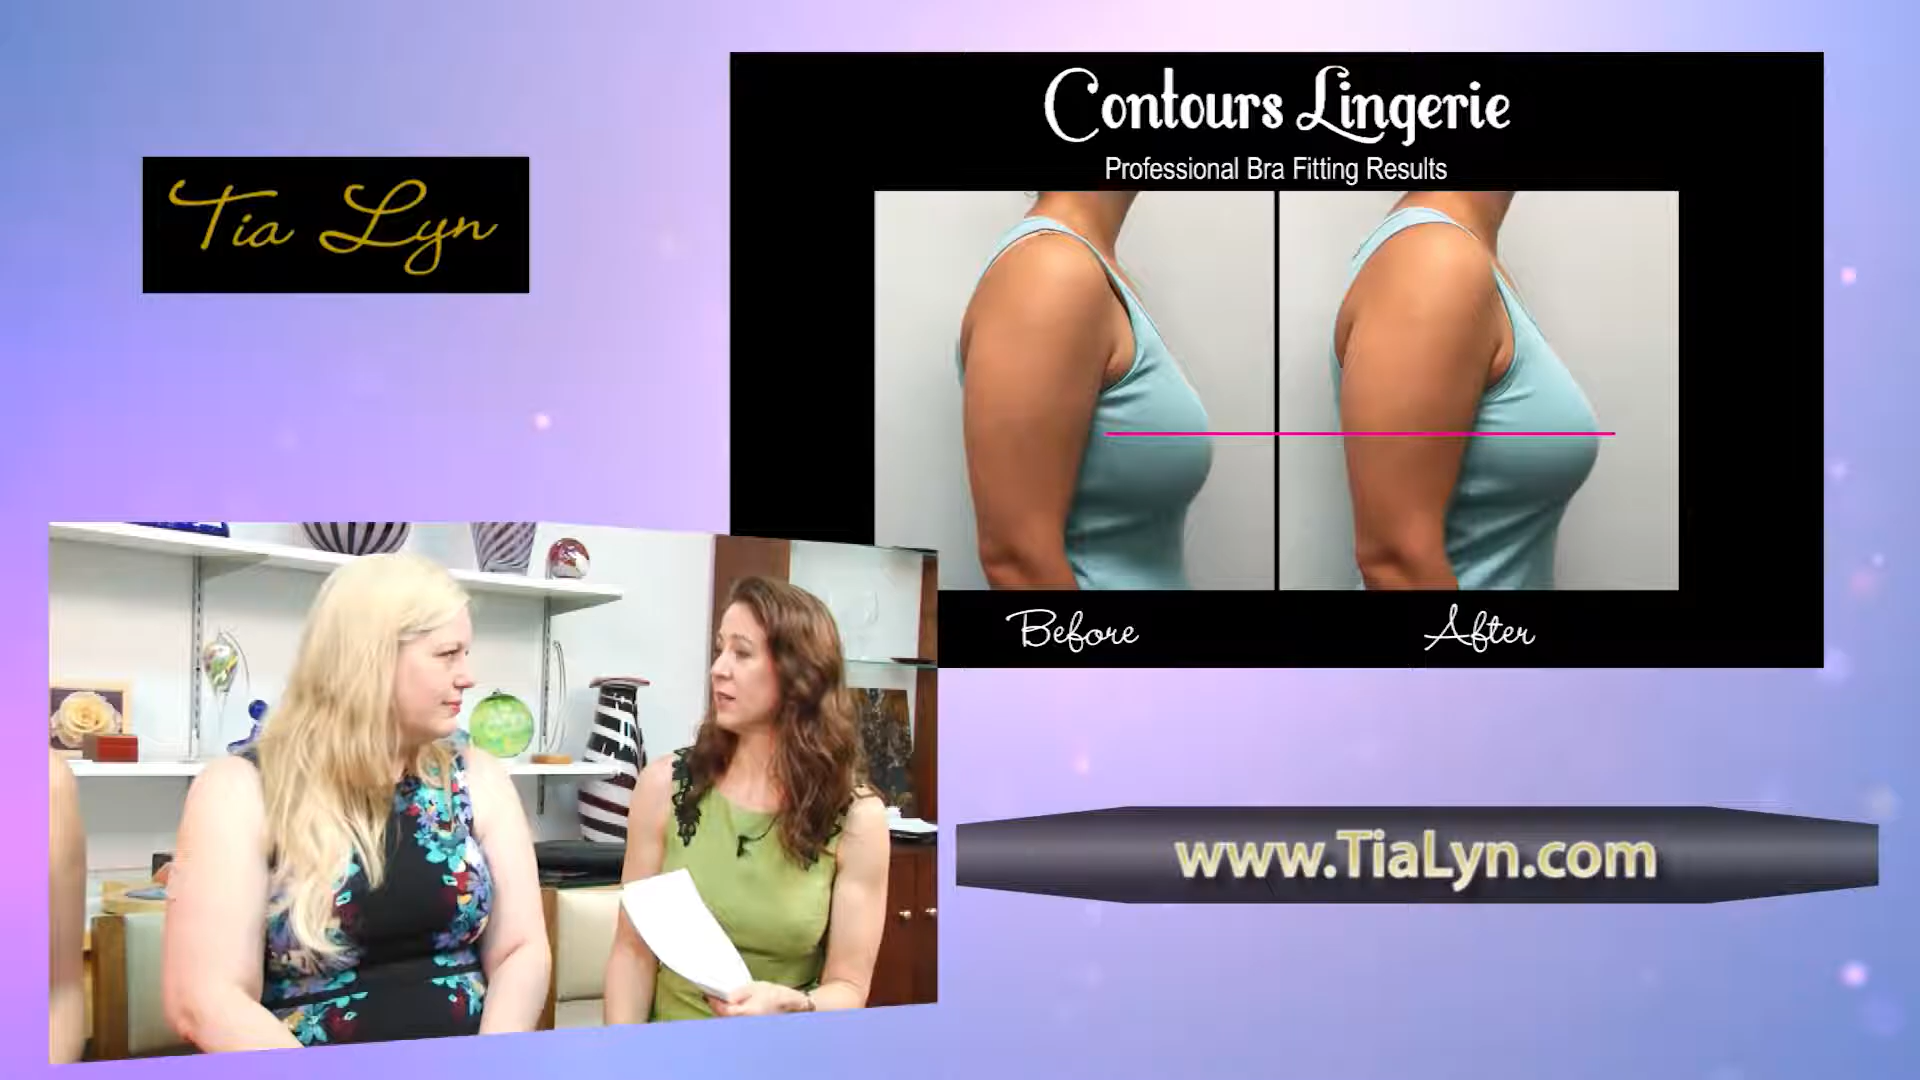 Contours Lingerie
Professional Bra Fitting Results
Tia Lyn
Before
After
www.TiaLyn.com